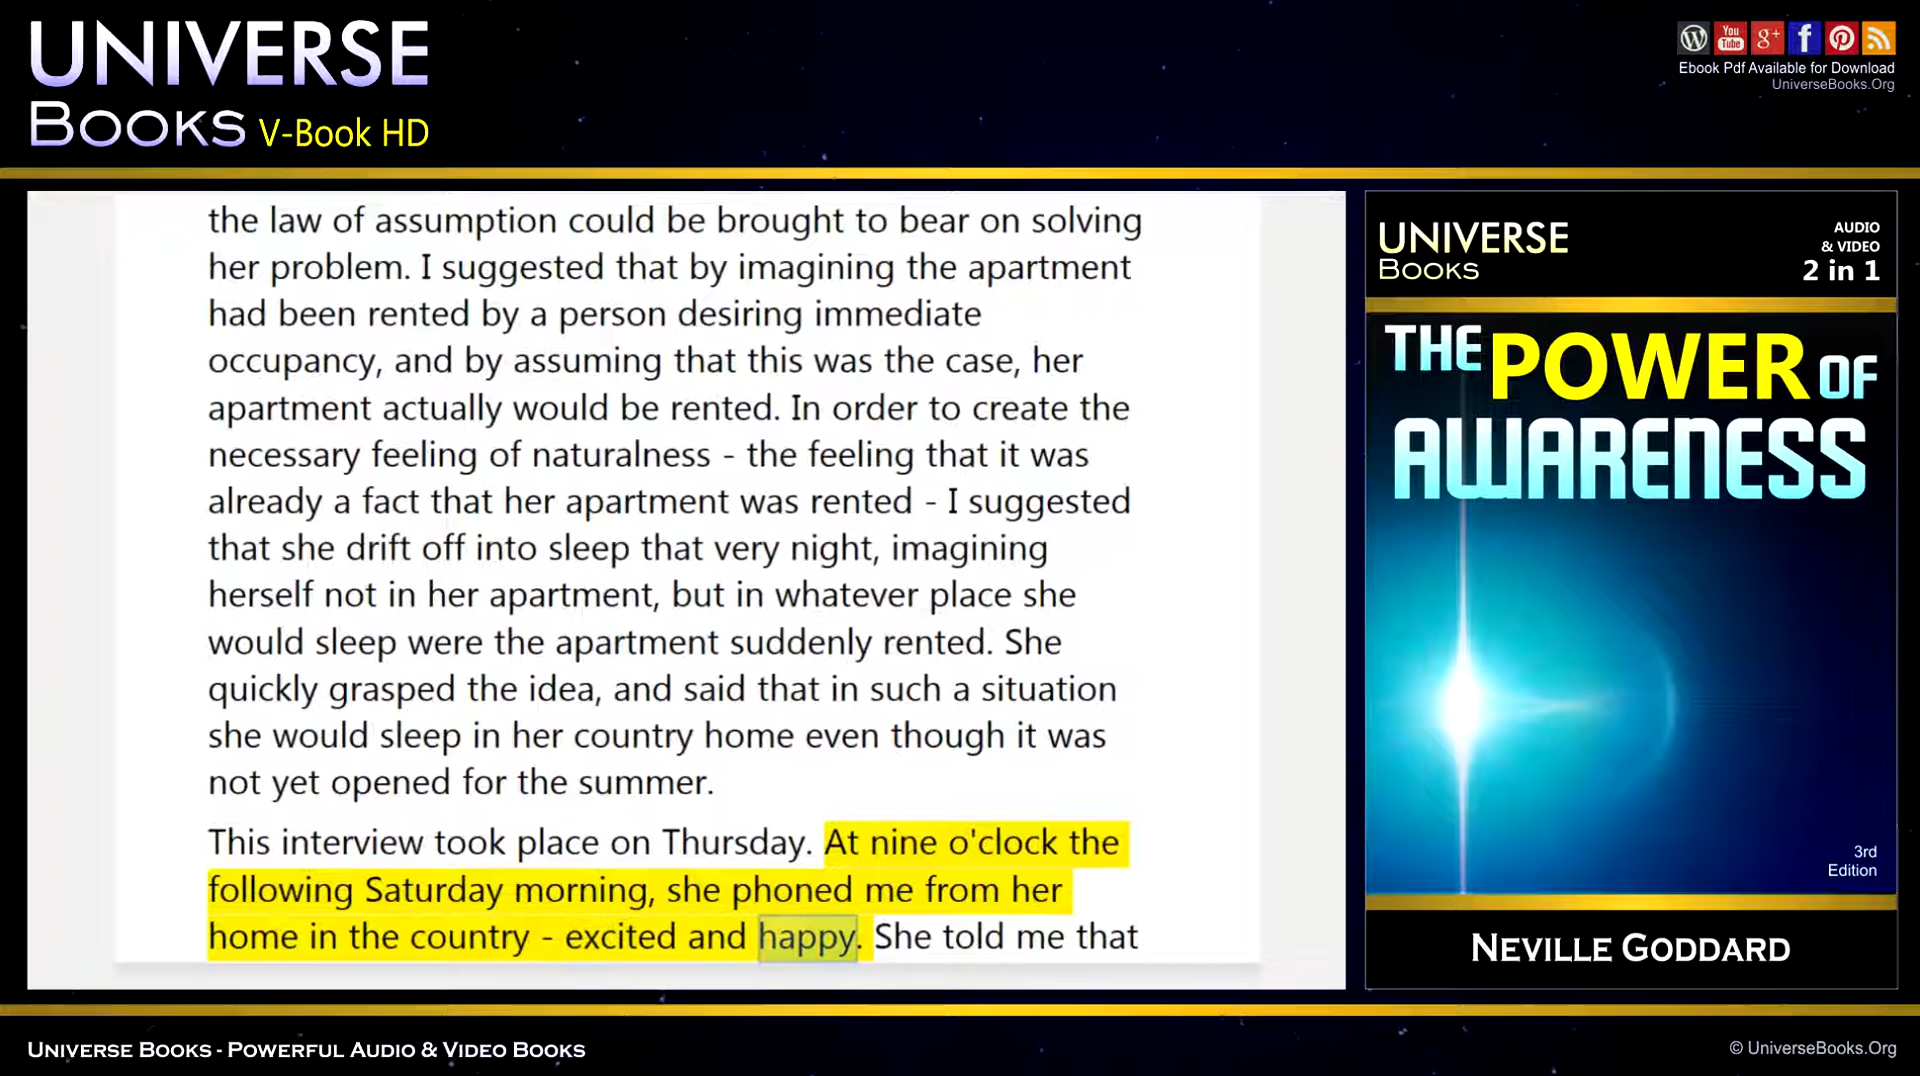 UNIVERSE
BOOKS V-Book HD
You
Tube
g+
f
Ebook Pdf Available for Download
UniverseBooks.Org
the law of assumption could be brought to bear on solving
her problem. I suggested that by imagining the apartment
had been rented by a person desiring immediate
occupancy, and by assuming that this was the case, her
apartment actually would be rented. In order to create the
necessary feeling of naturalness - the feeling that it was
already a fact that her apartment was rented - I suggested
that she drift off into sleep that very night, imagining
herself not in her apartment, but in whatever place she
would sleep were the apartment suddenly rented. She
quickly grasped the idea, and said that in such a situation
she would sleep in her country home even though it was
not yet opened for the summer.
This interview took place on Thursday. At nine o'clock the
following Saturday morning, she phoned me from her
home in the country - excited and happy. She told me that
UNIVERSE
BOOKS
AUDIO
& VIDEO
2 in 1
THE POWER OF
AWARENESS
3rd
Edition
NEVILLE GODDARD
UNIVERSE BOOKS - POWERFUL AUDIO & VIDEO BOOKS
© UniverseBooks.Org